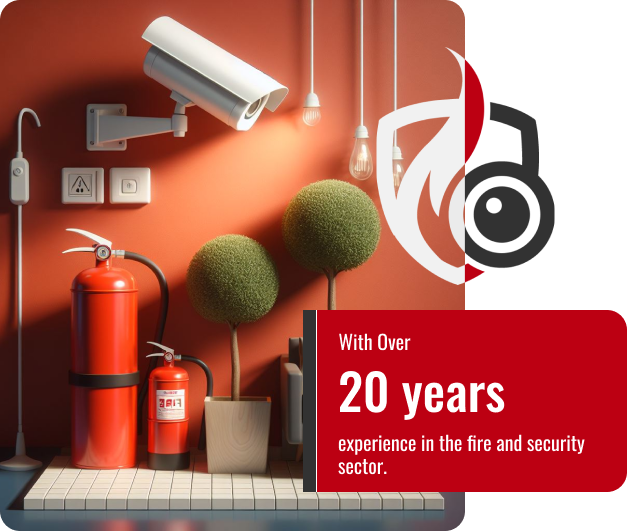 With Over
20 years
experience in the fire and security
sector.